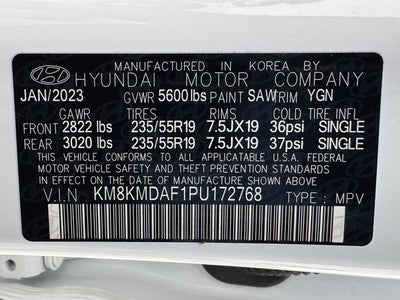 MANUFACTURED IN KOREA BY
HYUNDAI MOTOR COMPANY
JAN/2023 GVWR 5600 lbs PAINT SAW TRIM YGN
GAWR TIRES RIMS COLD TIRE INFL
FRONT 2822 lbs 235/55R19 7.5JX19 36psi SINGLE
REAR 3020 lbs 235/55R19 7.5JX19 37psi SINGLE
THIS VEHICLE CONFORMS TO ALL APPLICABLE U.S. FEDERAL
MOTOR VEHICLE SAFETY AND THEFT PREVENTION STANDARDS
IN EFFECT ON THE DATE OF MANUFACTURE SHOWN ABOVE.
V.I.N KM8KMDAF1PU172768 TYPE : MPV